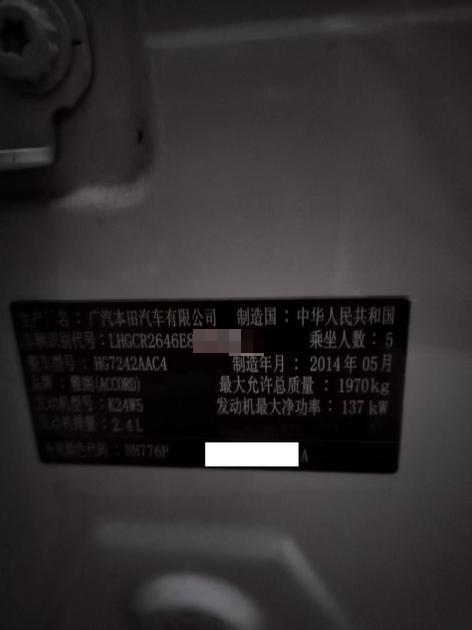 生产厂名：广汽本田汽车有限公司 制造国：中华人民共和国
车辆识别代号：LHGCR2646E8 乘坐人数：5
整车型号：HG7242AAC4 制造年月：2014年05月
品牌：雅阁(ACCORD) 最大允许总质量：1970kg
发动机型号：K24W5 发动机最大净功率：137kW
发动机排量：2.4L
外表颜色代码：NH776P A